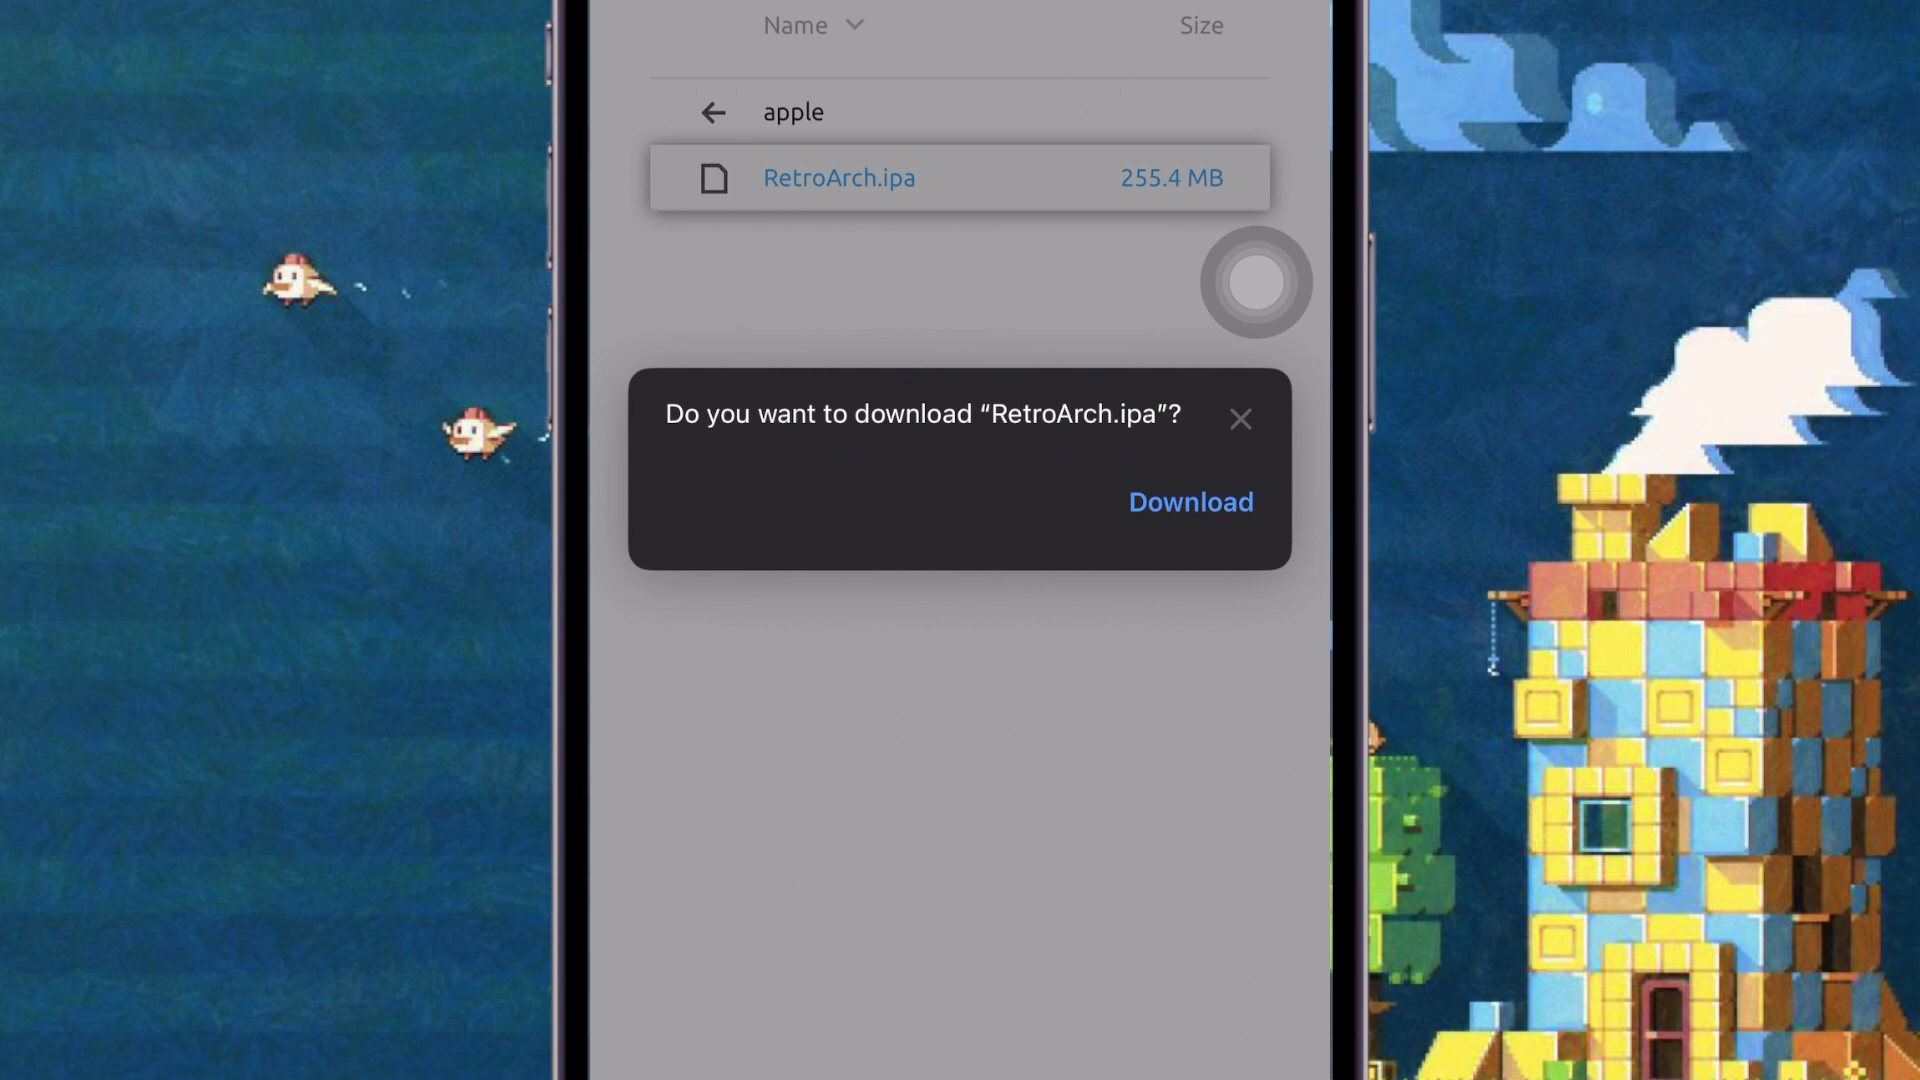 Name Size
apple
RetroArch.ipa 255.4 MB
Do you want to download “RetroArch.ipa”?
Download